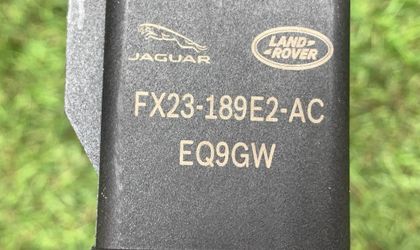 JAGUAR
LAND ROVER
FX23-189E2-AC
EQ9GW